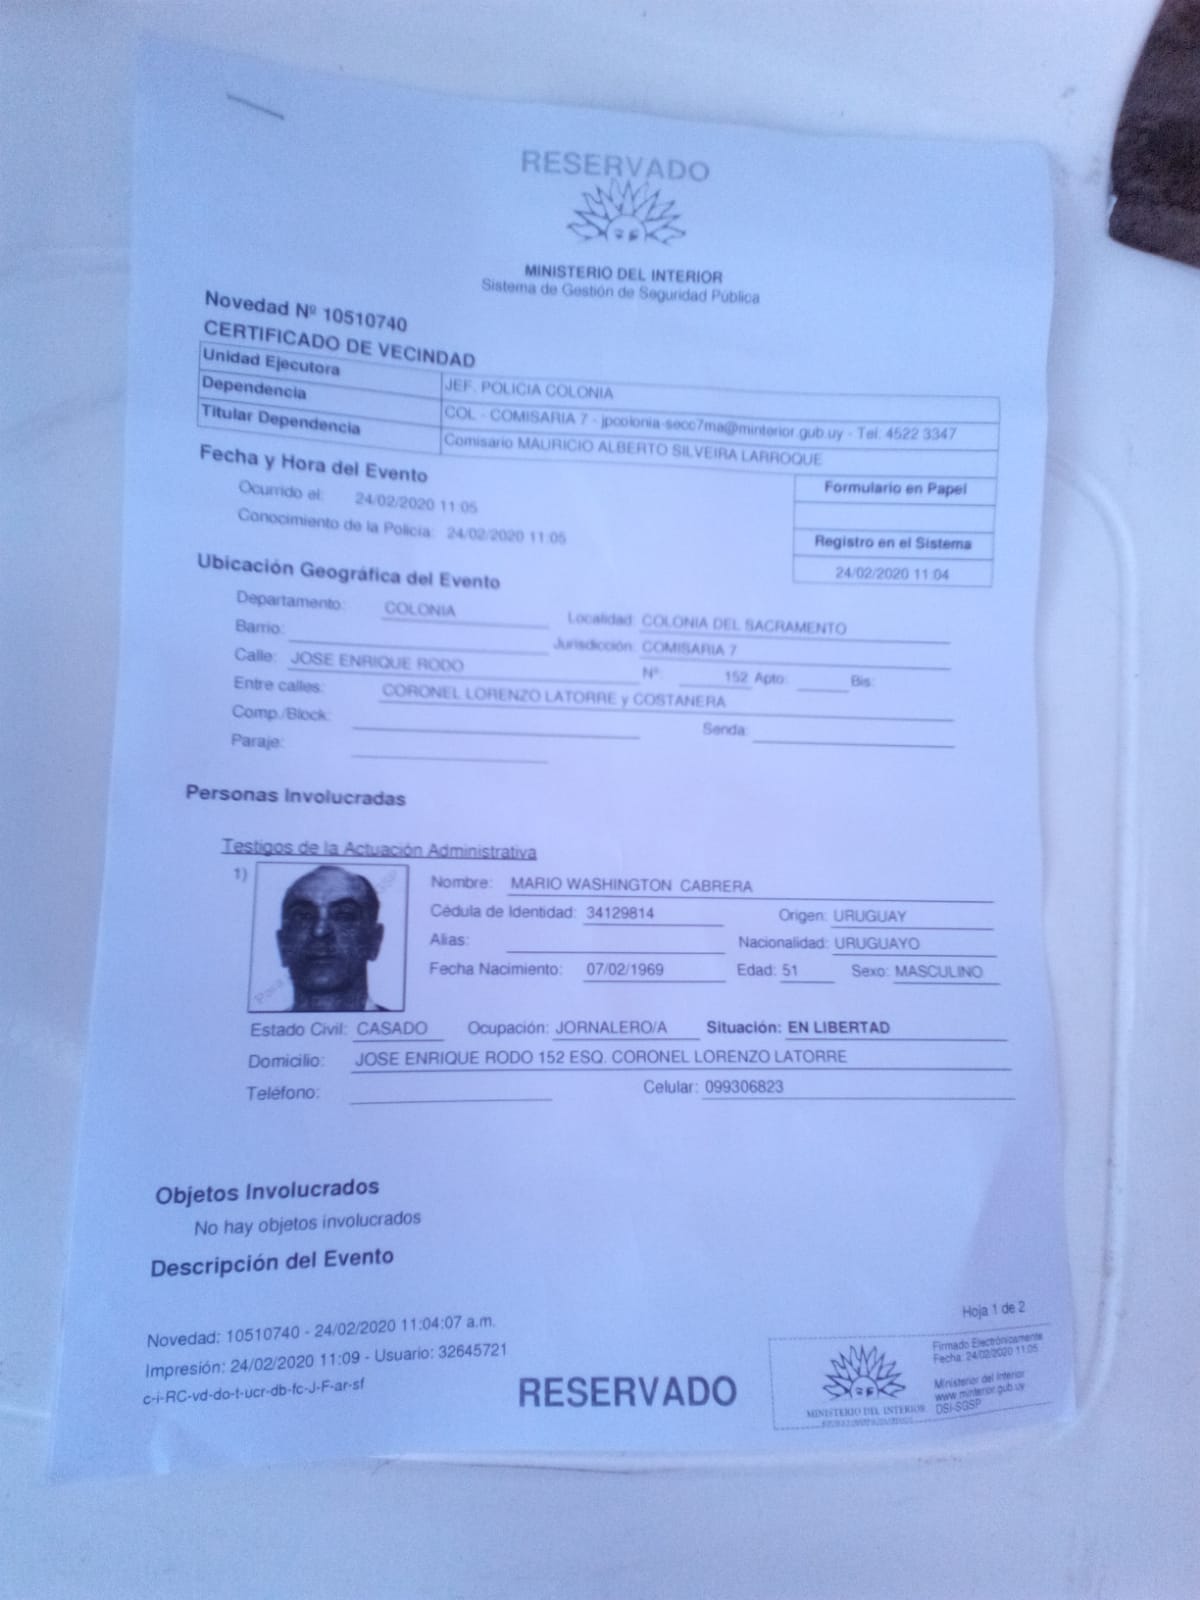 RESERVADO
MINISTERIO DEL INTERIOR
Sistema de Gestión de Seguridad Pública
Novedad Nº 10510740
CERTIFICADO DE VECINDAD
Unidad Ejecutora JEF. POLICIA COLONIA
Dependencia COL - COMISARIA 7 - jpcolonia-secc7ma@minterior.gub.uy - Tel: 4522 3347
Titular Dependencia Comisario MAURICIO ALBERTO SILVEIRA LARROQUE
Fecha y Hora del Evento
Formulario en Papel
Ocurrido el: 24/02/2020 11:05
Conocimiento de la Policía: 24/02/2020 11:05
Registro en el Sistema
24/02/2020 11:04
Ubicación Geográfica del Evento
Departamento: COLONIA Localidad: COLONIA DEL SACRAMENTO
Barrio: Jurisdicción: COMISARIA 7
Calle: JOSE ENRIQUE RODO Nº: 152 Apto: Bis:
Entre calles: CORONEL LORENZO LATORRE y COSTANERA
Comp./Block: Senda:
Paraje:
Personas Involucradas
Testigos de la Actuación Administrativa
1)
Nombre: MARIO WASHINGTON CABRERA
Cédula de Identidad: 34129814 Origen: URUGUAY
Alias: Nacionalidad: URUGUAYO
Fecha Nacimiento: 07/02/1969 Edad: 51 Sexo: MASCULINO
Estado Civil: CASADO Ocupación: JORNALERO/A Situación: EN LIBERTAD
Domicilio: JOSE ENRIQUE RODO 152 ESQ. CORONEL LORENZO LATORRE
Teléfono: Celular: 099306823
Objetos Involucrados
No hay objetos involucrados
Descripción del Evento
Hoja 1 de 2
Novedad: 10510740 - 24/02/2020 11:04:07 a.m.
Impresión: 24/02/2020 11:09 - Usuario: 32645721
c-i-RC-vd-do-t-ucr-db-fc-J-F-ar-sf
RESERVADO
MINISTERIO DEL INTERIOR
Firmado Electrónicamente
Fecha: 24/02/2020 11:05
Ministerior del Interior
www.minterior.gub.uy
DSI-SGSP